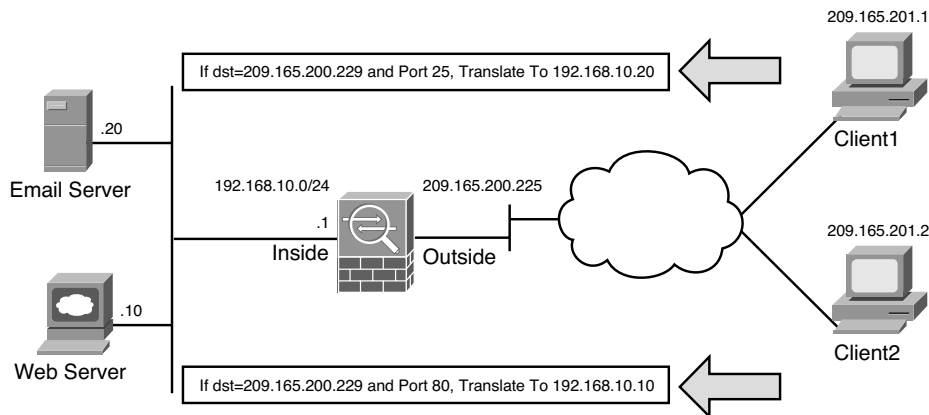 209.165.201.1
If dst=209.165.200.229 and Port 25, Translate To 192.168.10.20
.20
Client1
Email Server
192.168.10.0/24
209.165.200.225
.1
Inside
Outside
209.165.201.2
.10
Web Server
Client2
If dst=209.165.200.229 and Port 80, Translate To 192.168.10.10